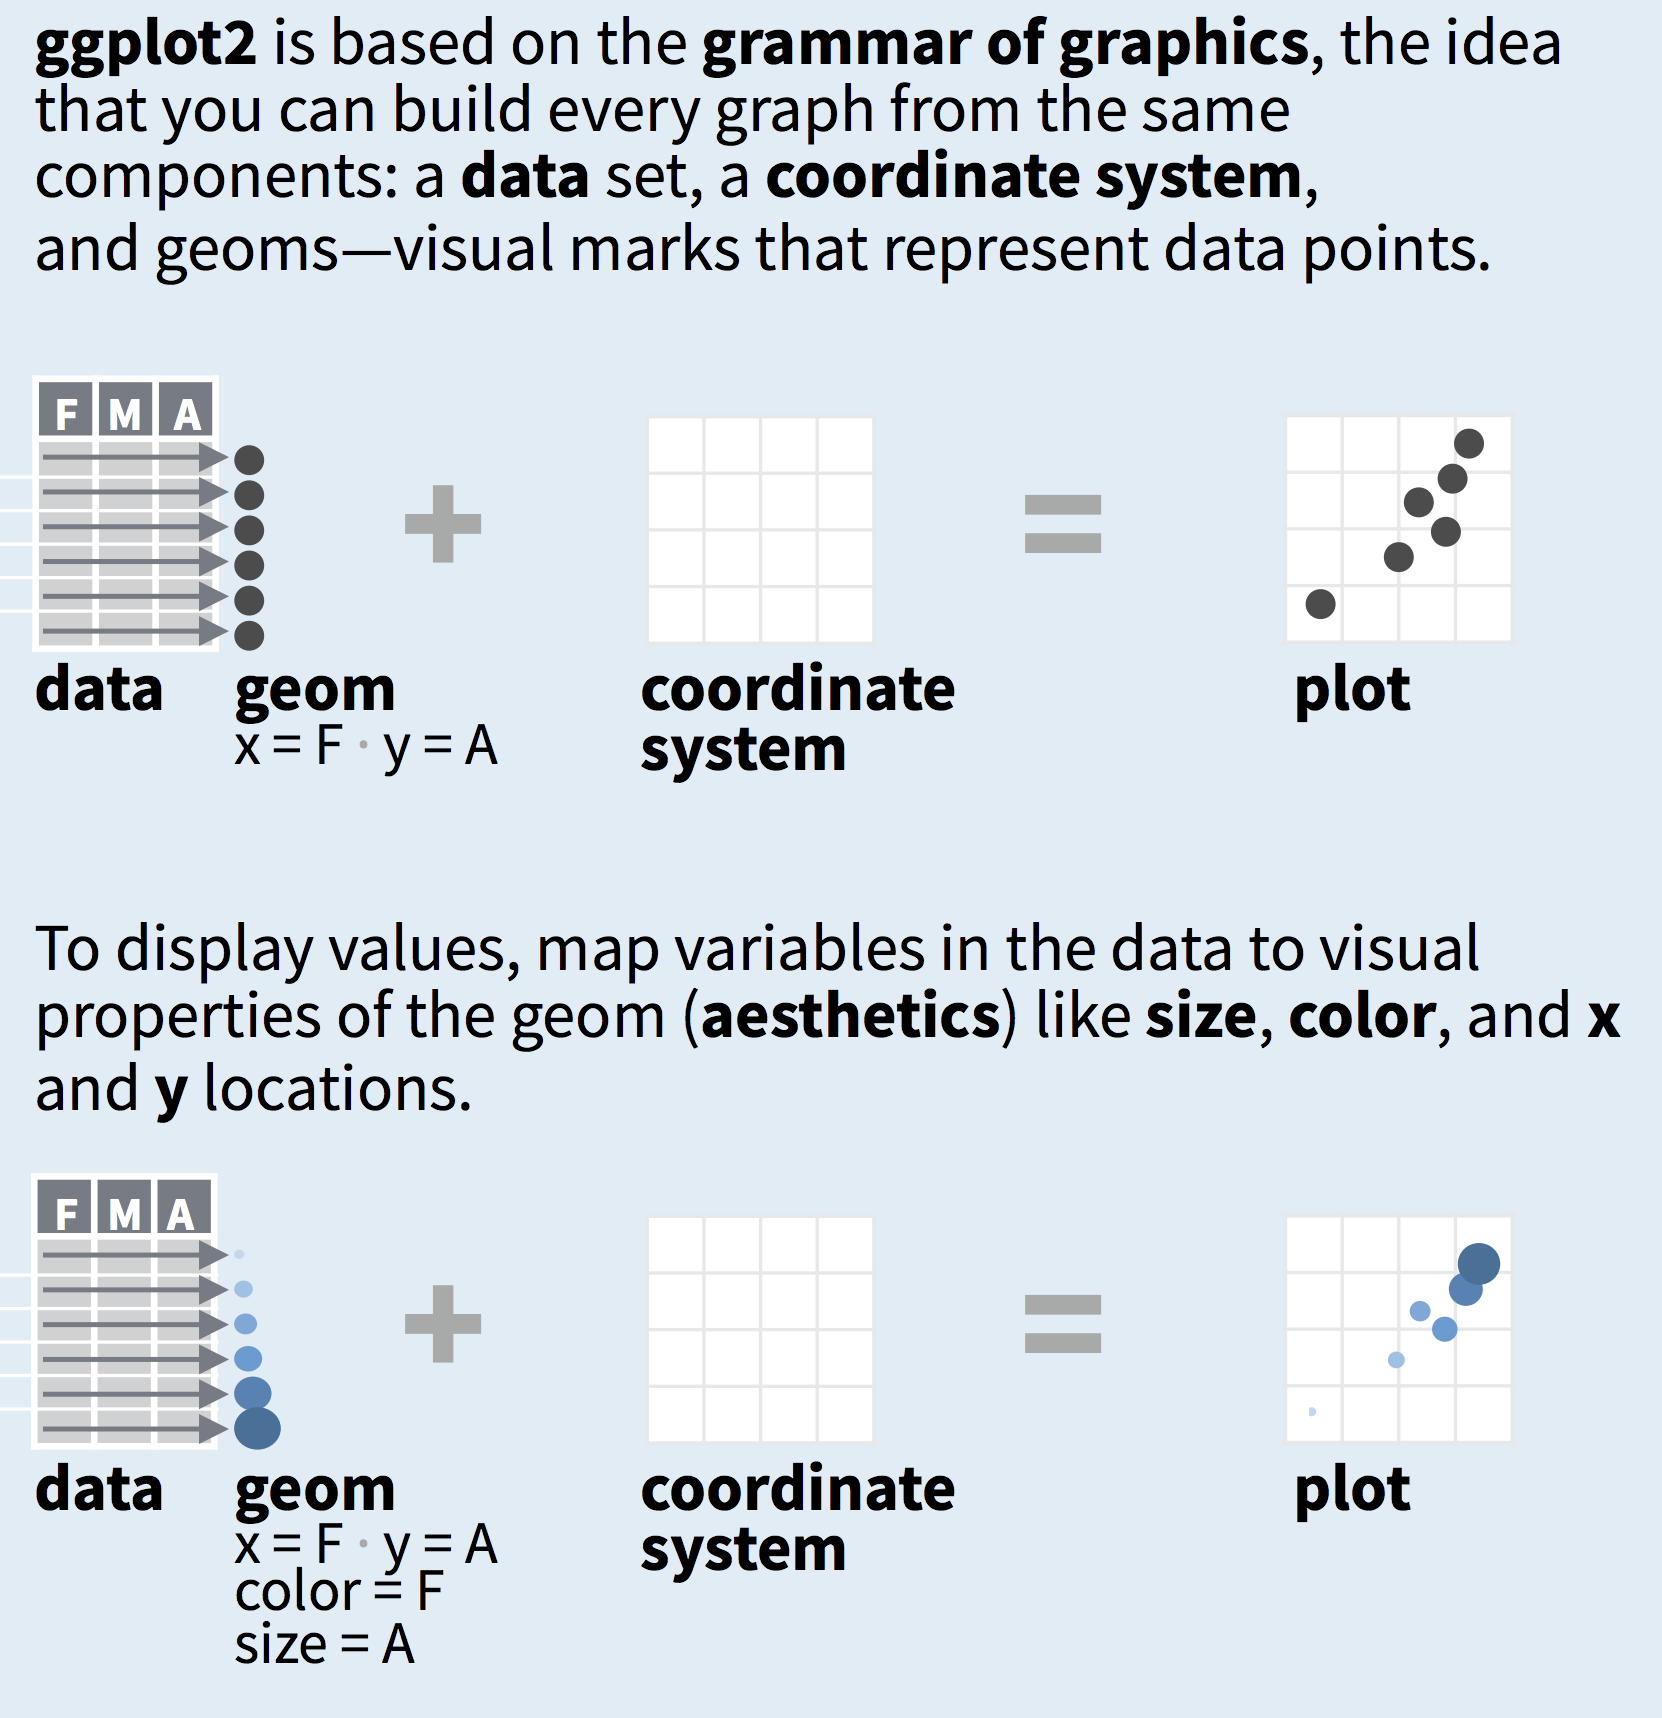 ggplot2 is based on the grammar of graphics, the idea
that you can build every graph from the same
components: a data set, a coordinate system,
and geoms—visual marks that represent data points.
F M A
data
geom
x = F · y = A
coordinate
system
plot
To display values, map variables in the data to visual
properties of the geom (aesthetics) like size, color, and x
and y locations.
F M A
data
geom
x = F · y = A
color = F
size = A
coordinate
system
plot